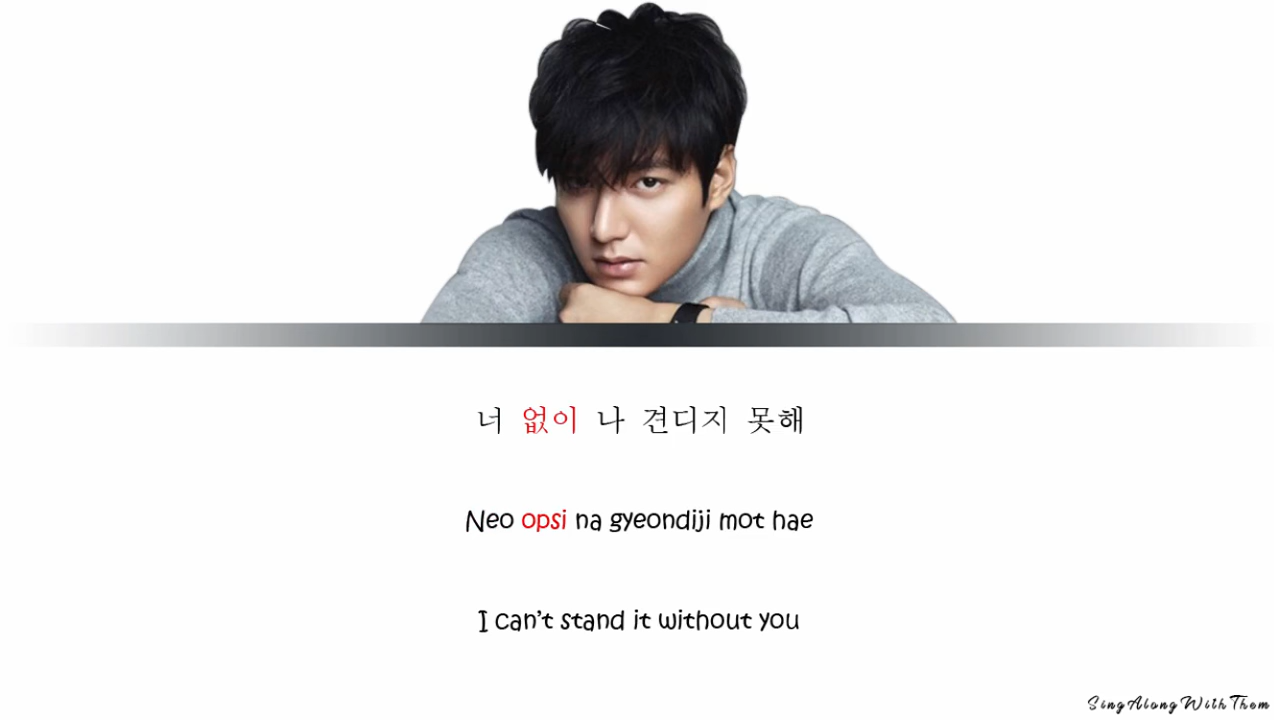 너 없이 나 견디지 못해
Neo opsi na gyeondiji mot hae
I can't stand it without you
SingAlongWithThem